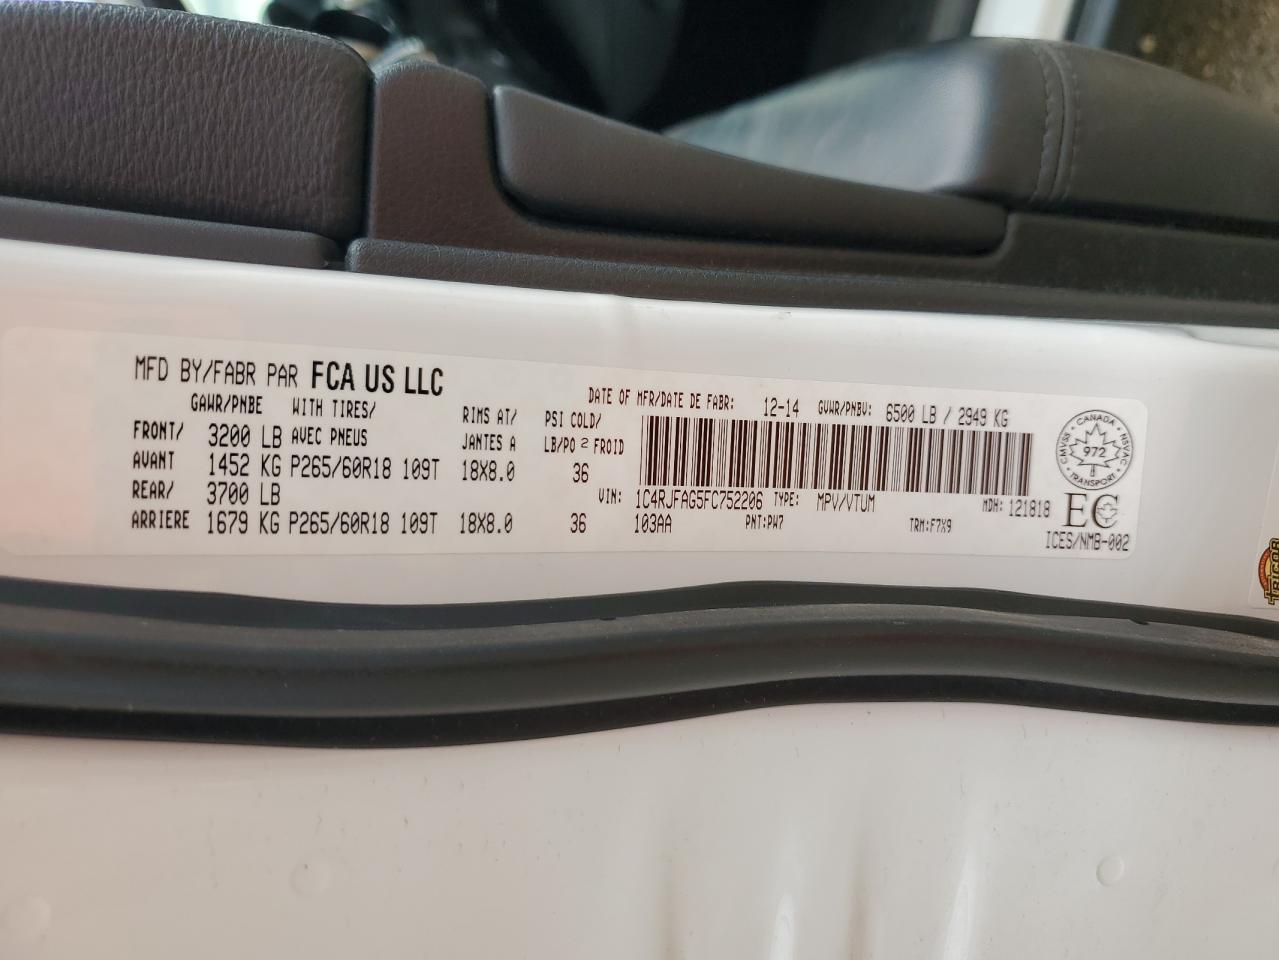 MFD BY/FABR PAR FCA US LLC
DATE OF MFR/DATE DE FABR: 12-14 GVWR/PNBV: 6500 LB / 2949 KG
GAWR/PNBE WITH TIRES/ RIMS AT/ PSI COLD/
FRONT/ 3200 LB AVEC PNEUS JANTES A LB/PO² FROID
AVANT 1452 KG P265/60R18 109T 18X8.0 36
REAR/ 3700 LB
ARRIERE 1679 KG P265/60R18 109T 18X8.0 36
VIN: 1C4RJFAG5FC752206 TYPE: MPV/VTUM MDH: 121818
103AA PNT:PW7 TRM:F7X9
CANADA
CMVSS NSVAC
972
TRANSPORT
EC
ICES/NMB-002